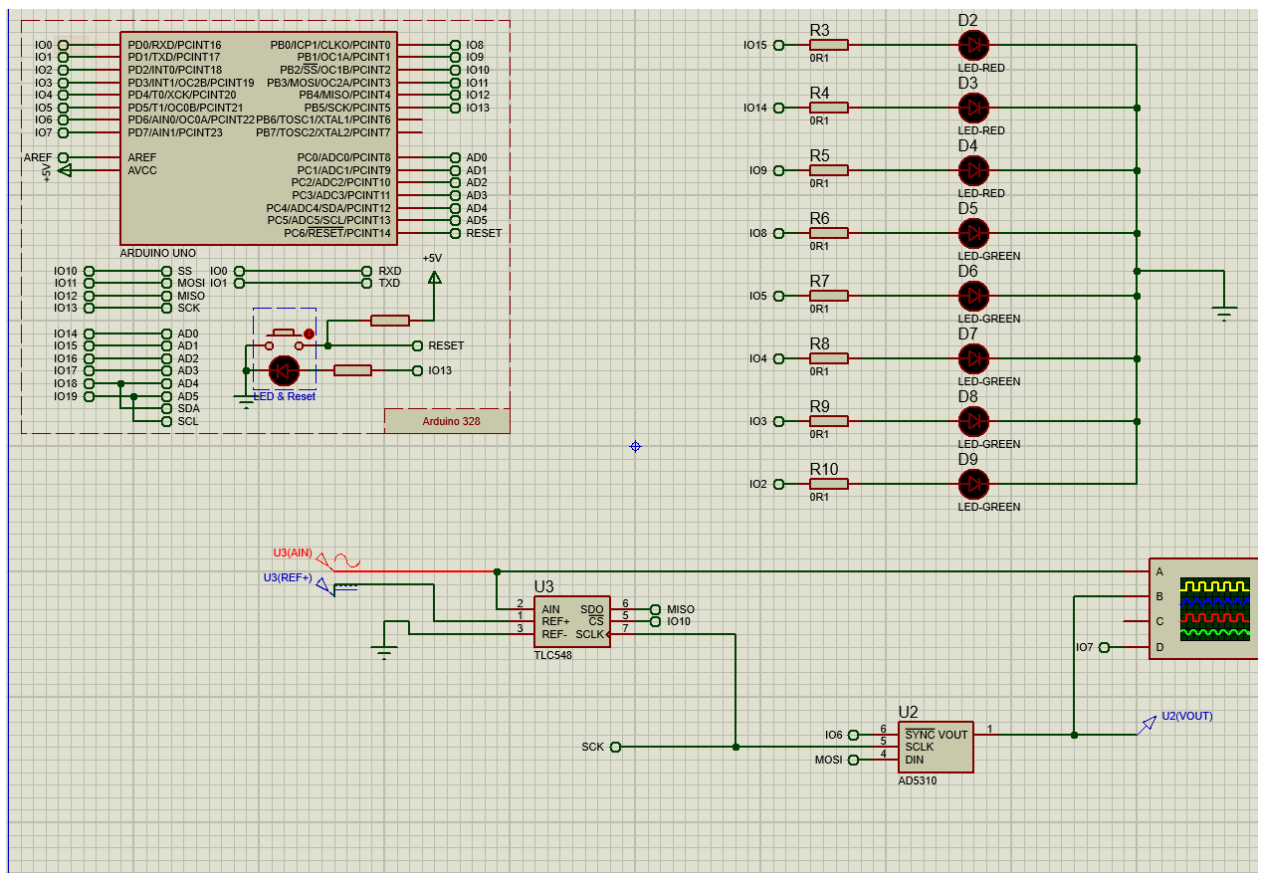 IO0 PD0/RXD/PCINT16 PB0/ICP1/CLKO/PCINT0 IO8
IO1 PD1/TXD/PCINT17 PB1/OC1A/PCINT1 IO9
IO2 PD2/INT0/PCINT18 PB2/SS/OC1B/PCINT2 IO10
IO3 PD3/INT1/OC2B/PCINT19 PB3/MOSI/OC2A/PCINT3 IO11
IO4 PD4/T0/XCK/PCINT20 PB4/MISO/PCINT4 IO12
IO5 PD5/T1/OC0B/PCINT21 PB5/SCK/PCINT5 IO13
IO6 PD6/AIN0/OC0A/PCINT22 PB6/TOSC1/XTAL1/PCINT6
IO7 PD7/AIN1/PCINT23 PB7/TOSC2/XTAL2/PCINT7
AREF AREF PC0/ADC0/PCINT8 AD0
+5V AVCC PC1/ADC1/PCINT9 AD1
PC2/ADC2/PCINT10 AD2
PC3/ADC3/PCINT11 AD3
PC4/ADC4/SDA/PCINT12 AD4
PC5/ADC5/SCL/PCINT13 AD5
PC6/RESET/PCINT14 RESET
ARDUINO UNO
+5V
IO10 SS IO0 RXD
IO11 MOSI IO1 TXD
IO12 MISO
IO13 SCK
IO14 AD0
IO15 AD1
IO16 AD2
IO17 AD3
IO18 AD4
IO19 AD5
SDA
SCL
RESET
IO13
LED & Reset
Arduino 328
R3 D2
IO15
0R1 LED-RED
R4 D3
IO14
0R1 LED-RED
R5 D4
IO9
0R1 LED-RED
R6 D5
IO8
0R1 LED-GREEN
R7 D6
IO5
0R1 LED-GREEN
R8 D7
IO4
0R1 LED-GREEN
R9 D8
IO3
0R1 LED-GREEN
R10 D9
IO2
0R1 LED-GREEN
U3(AIN)
U3(REF+)
U3
2 AIN SDO 6 MISO
1 REF+ CS 5 IO10
3 REF- SCLK 7
TLC548
A
B
C
IO7 D
U2
IO6 6 SYNC VOUT 1 U2(VOUT)
SCK 5 SCLK
MOSI 4 DIN
AD5310